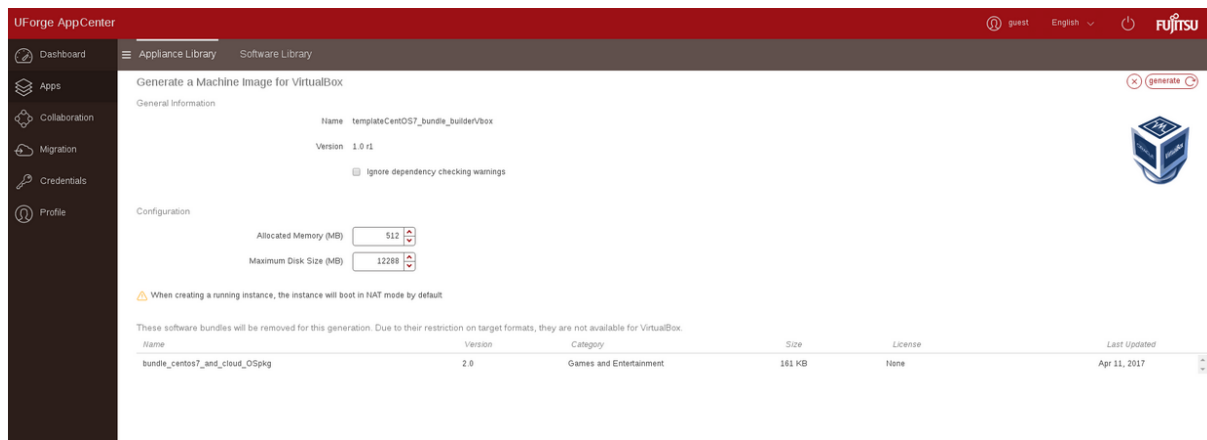 UForge AppCenter
guest English
FUJITSU
Dashboard
Apps
Collaboration
Migration
Credentials
Profile
Appliance Library Software Library
Generate a Machine Image for VirtualBox
generate
General Information
Name templateCentOS7_bundle_builderVbox
Version 1.0 r1
Ignore dependency checking warnings
ORACLE VirtualBox
Configuration
Allocated Memory (MB) 512
Maximum Disk Size (MB) 12288
When creating a running instance, the instance will boot in NAT mode by default
These software bundles will be removed for this generation. Due to their restriction on target formats, they are not available for VirtualBox.
Name Version Category Size License Last Updated
bundle_centos7_and_cloud_OSpkg 2.0 Games and Entertainment 161 KB None Apr 11, 2017